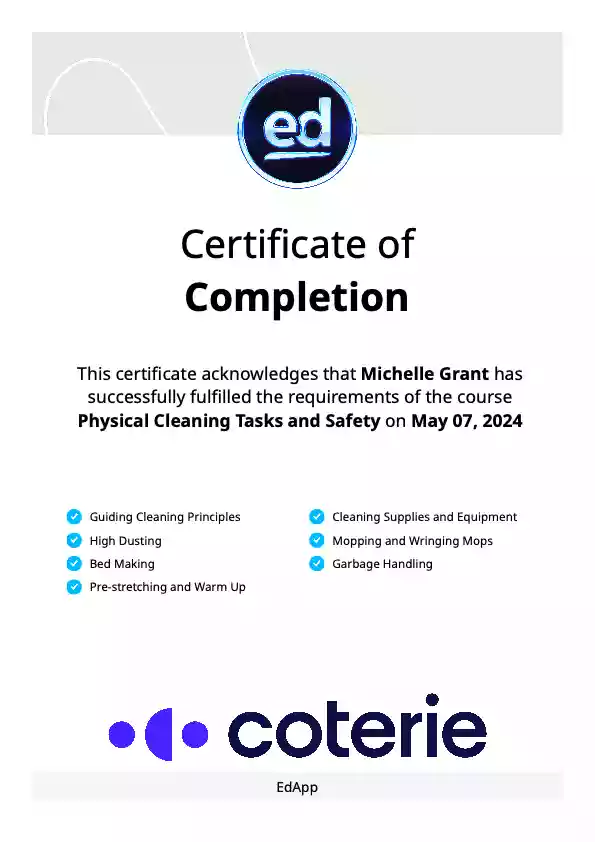 ed
Certificate of
Completion
This certificate acknowledges that Michelle Grant has
successfully fulfilled the requirements of the course
Physical Cleaning Tasks and Safety on May 07, 2024
Guiding Cleaning Principles
High Dusting
Bed Making
Pre-stretching and Warm Up
Cleaning Supplies and Equipment
Mopping and Wringing Mops
Garbage Handling
coterie
EdApp